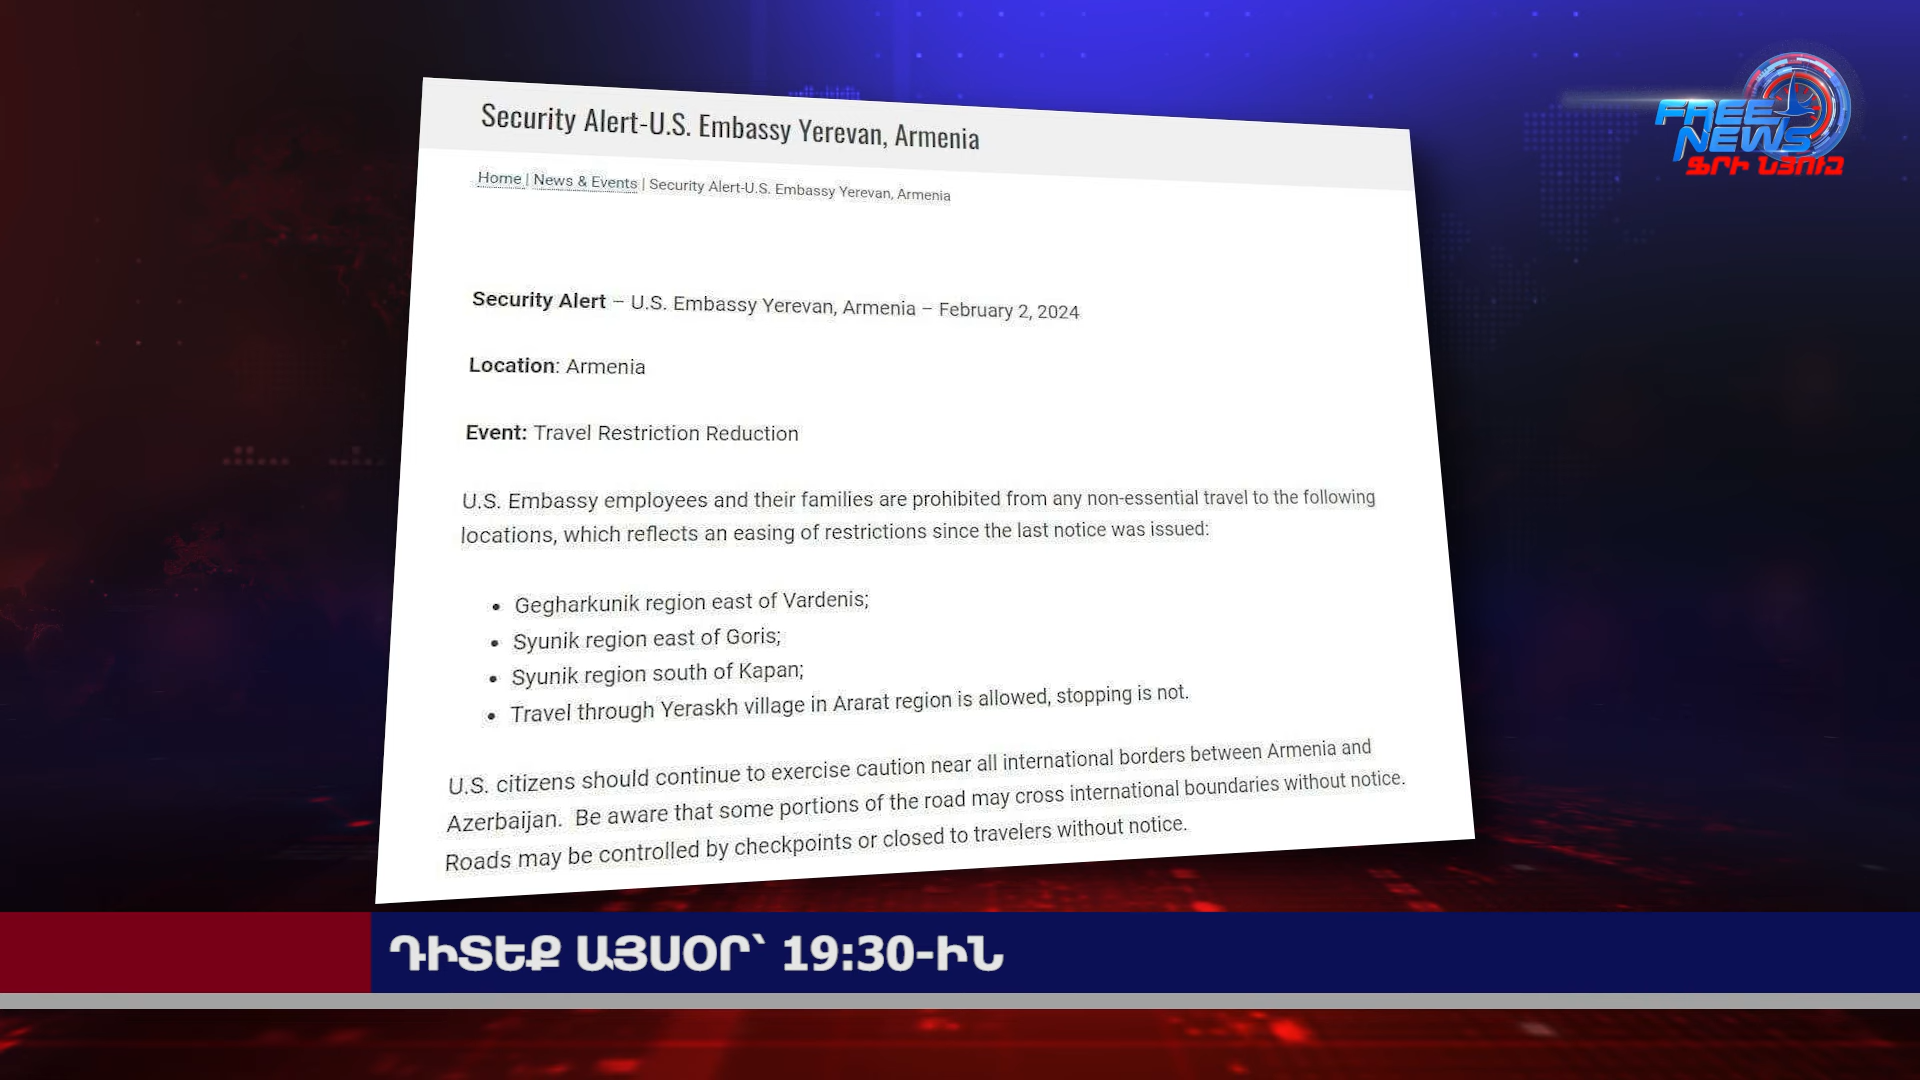 FREE
NEWS
ՖՐԻ ՆՅՈՒԶ
Security Alert-U.S. Embassy Yerevan, Armenia
Home | News & Events | Security Alert-U.S. Embassy Yerevan, Armenia
Security Alert – U.S. Embassy Yerevan, Armenia – February 2, 2024
Location: Armenia
Event: Travel Restriction Reduction
U.S. Embassy employees and their families are prohibited from any non-essential travel to the following
locations, which reflects an easing of restrictions since the last notice was issued:
• Gegharkunik region east of Vardenis;
• Syunik region east of Goris;
• Syunik region south of Kapan;
• Travel through Yeraskh village in Ararat region is allowed, stopping is not.
U.S. citizens should continue to exercise caution near all international borders between Armenia and
Azerbaijan. Be aware that some portions of the road may cross international boundaries without notice.
Roads may be controlled by checkpoints or closed to travelers without notice.
ԴԻՏԵՔ ԱՅՍՕՐ՝ 19:30-ԻՆ